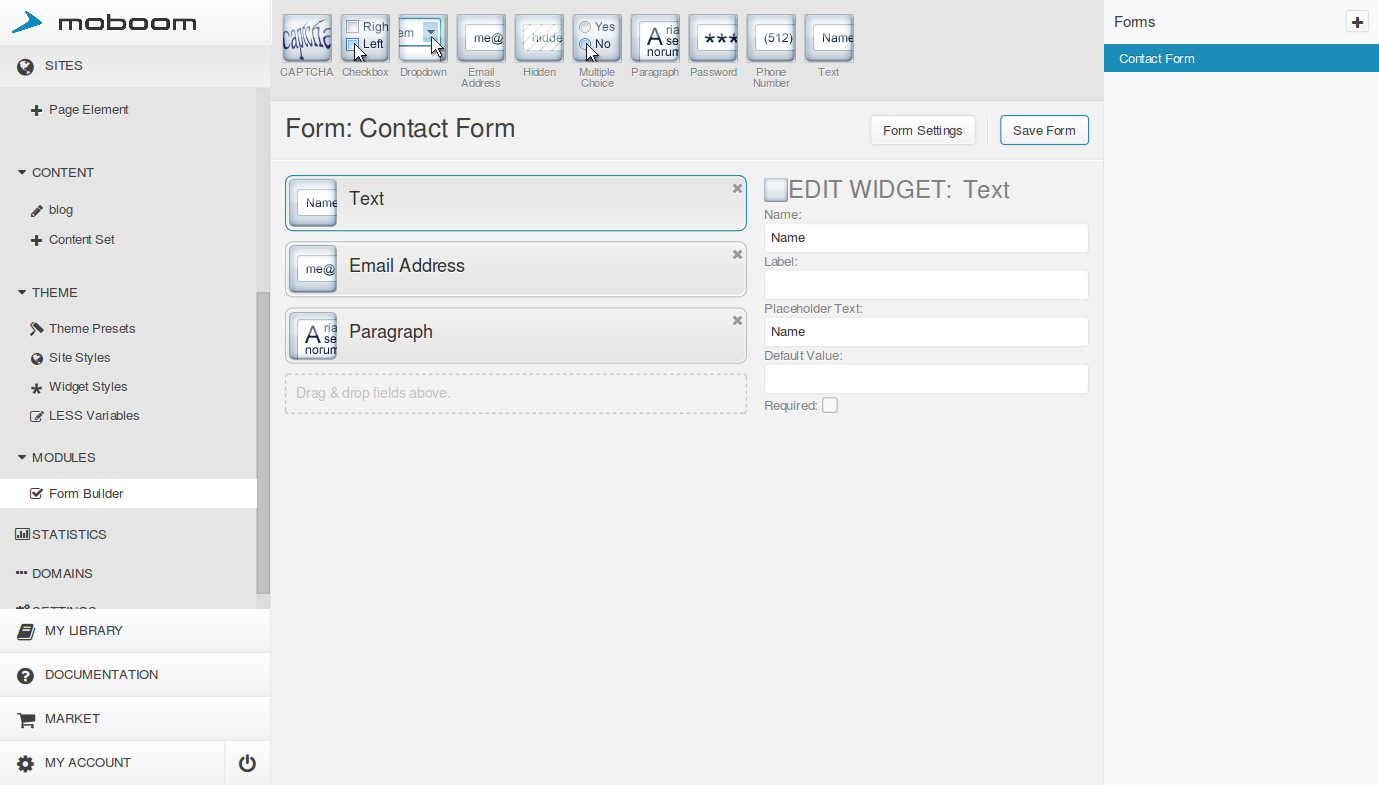 moboom
SITES
Page Element
CONTENT
blog
Content Set
THEME
Theme Presets
Site Styles
Widget Styles
LESS Variables
MODULES
Form Builder
STATISTICS
DOMAINS
SETTINGS
MY LIBRARY
DOCUMENTATION
MARKET
MY ACCOUNT
captcha
Righ
Left
em
me@
hidde
Yes
No
A ria
se
norum
***
(512)
Name
CAPTCHA
Checkbox
Dropdown
Email
Address
Hidden
Multiple
Choice
Paragraph
Password
Phone
Number
Text
Form: Contact Form
Form Settings
Save Form
Name
Text
me@
Email Address
A ria
se
norum
Paragraph
Drag & drop fields above.
EDIT WIDGET: Text
Name:
Name
Label:
Placeholder Text:
Name
Default Value:
Required:
Forms
Contact Form